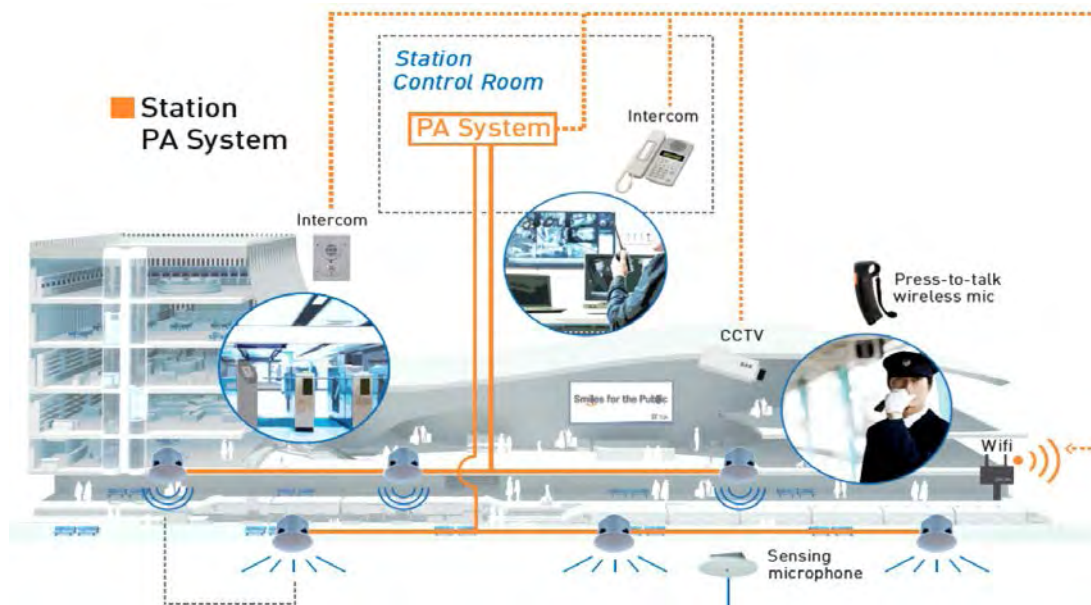 Station
Control Room
Station
PA System
PA System
Intercom
Intercom
Press-to-talk
wireless mic
CCTV
Smiles for the Public
Wifi
Sensing
microphone